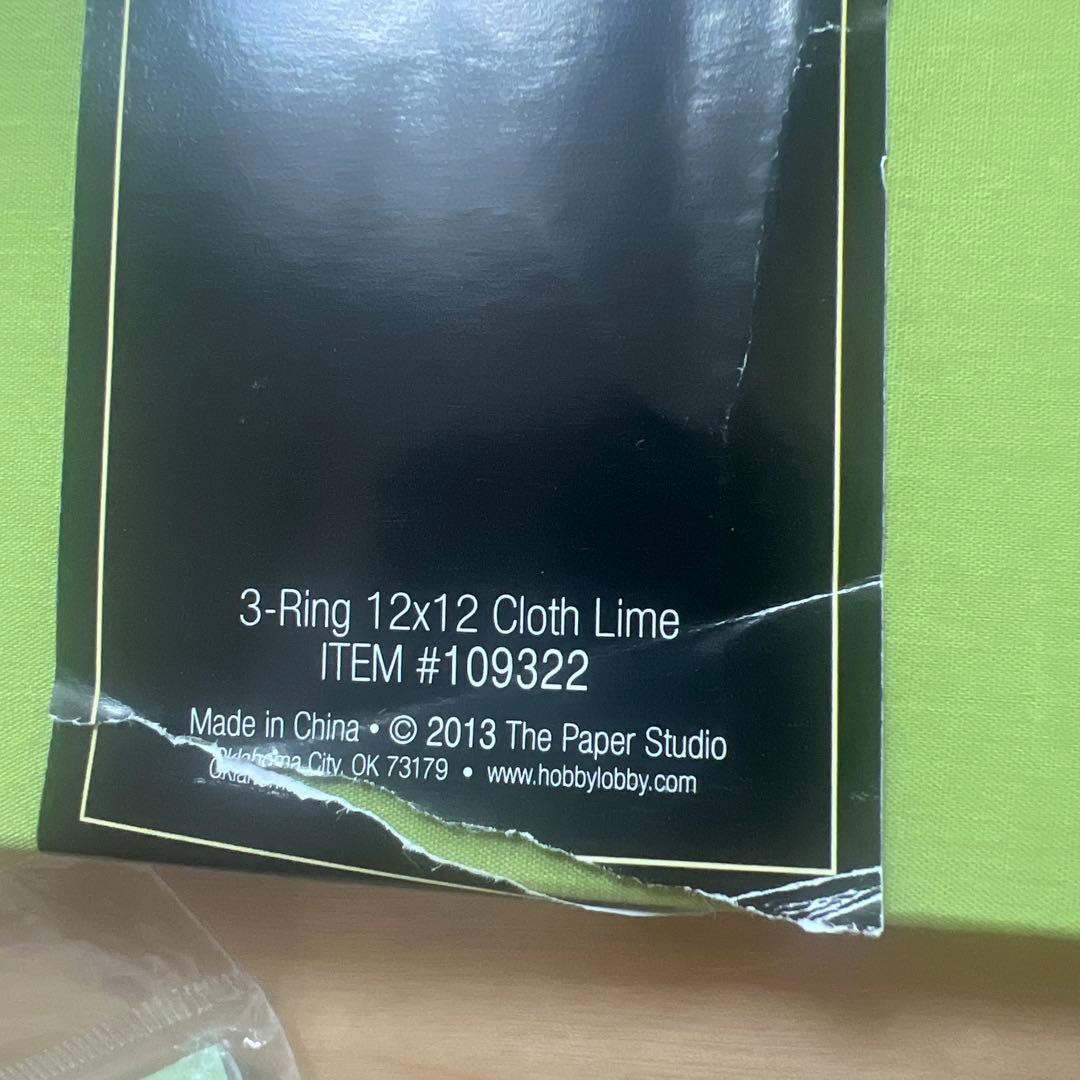 3-Ring 12x12 Cloth Lime
ITEM #109322
Made in China • © 2013 The Paper Studio
Oklahoma City, OK 73179 • www.hobbylobby.com